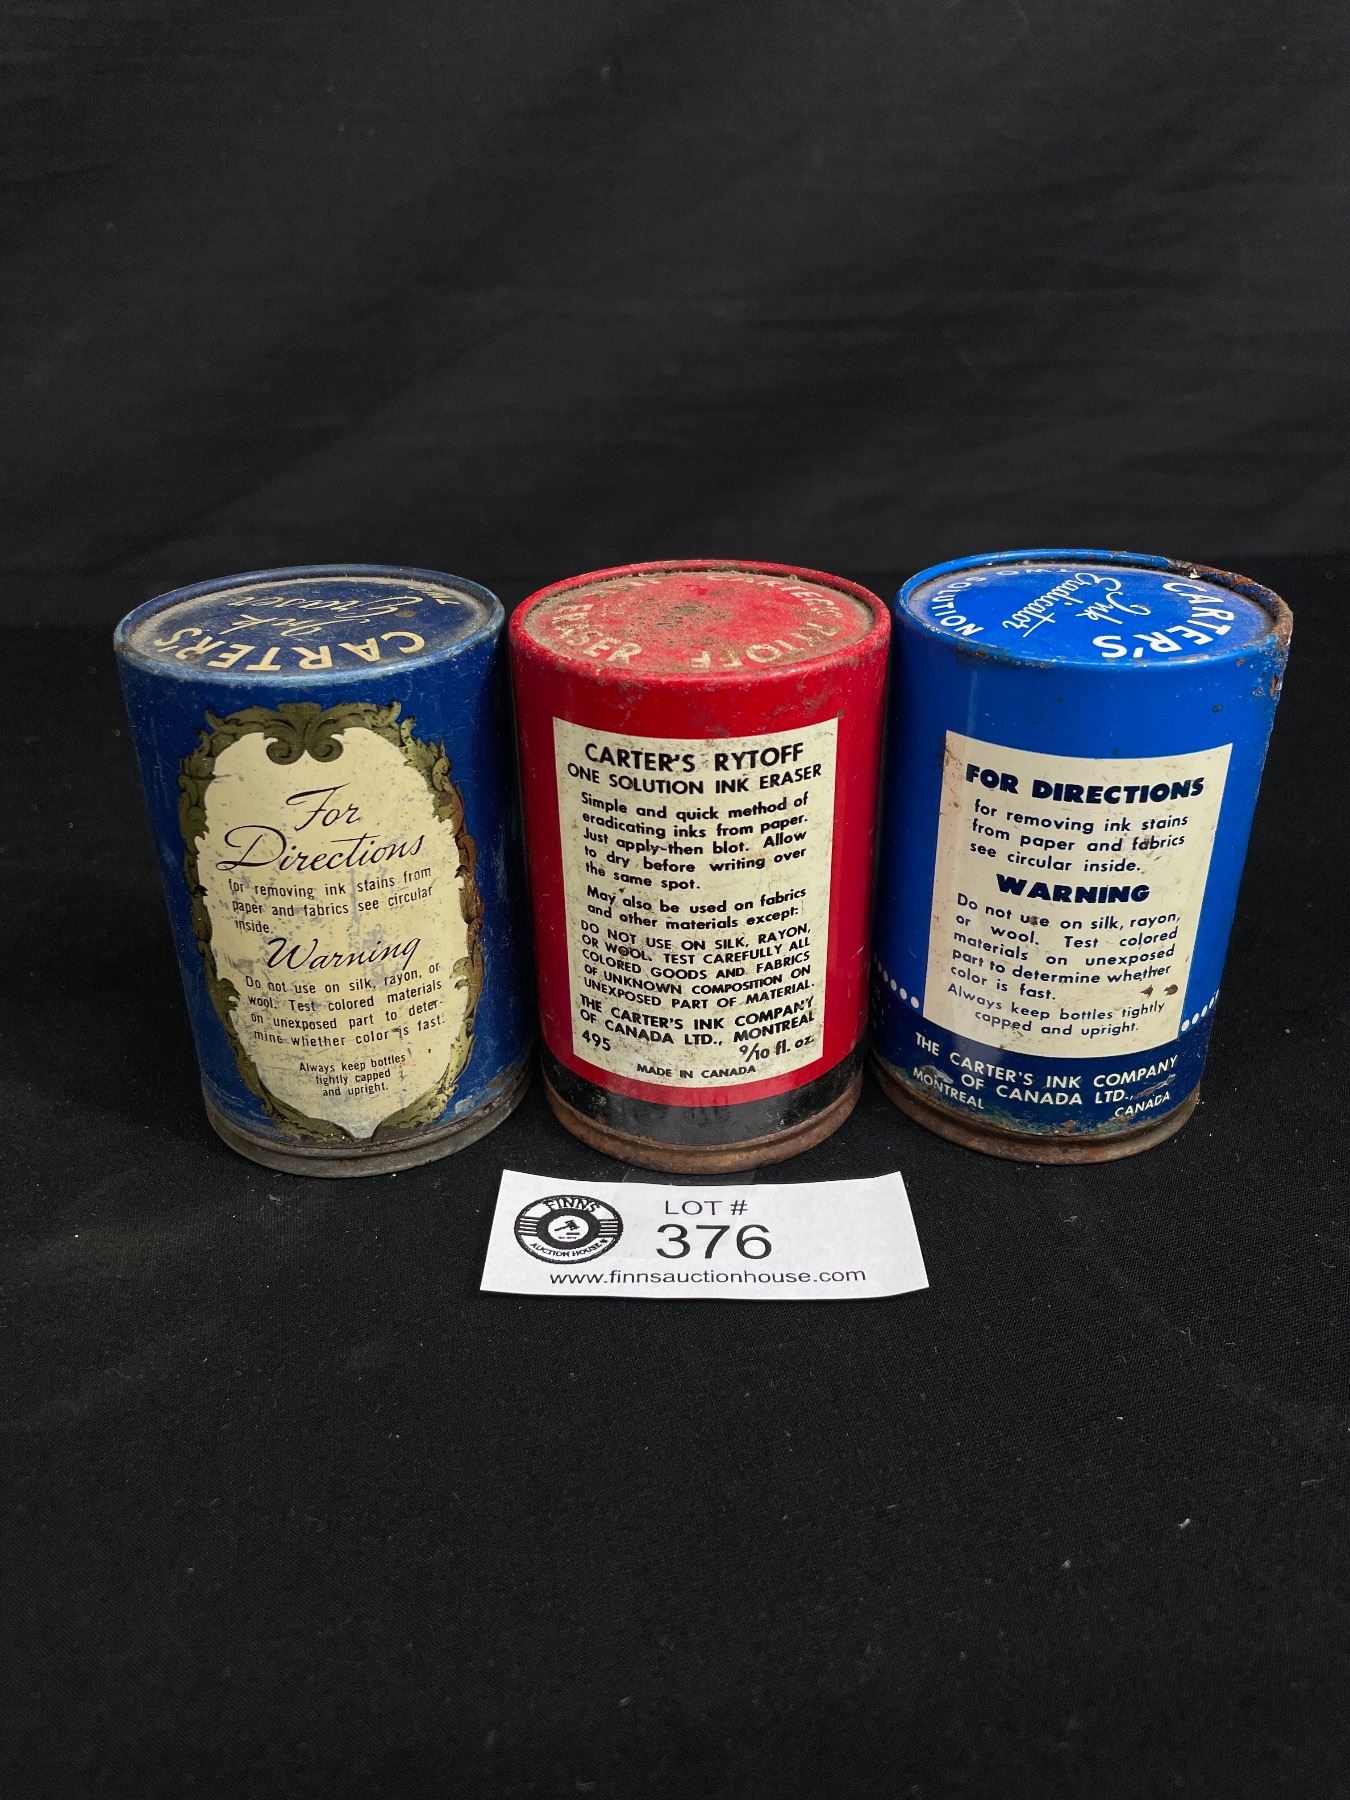 CARTER'S
Ink
Eraser
For
Directions
for removing ink stains from
paper and fabrics see circular
inside.
Warning
Do not use on silk, rayon, or
wool. Test colored materials
on unexposed part to deter-
mine whether color is fast.
Always keep bottles
tightly capped
and upright.
CARTER'S RYTOFF
ERASER
CARTER'S RYTOFF
ONE SOLUTION INK ERASER
Simple and quick method of
eradicating inks from paper.
Just apply-then blot. Allow
to dry before writing over
the same spot.
May also be used on fabrics
and other materials except:
DO NOT USE ON SILK, RAYON,
OR WOOL. TEST CAREFULLY ALL
COLORED GOODS AND FABRICS
OF UNKNOWN COMPOSITION ON
UNEXPOSED PART OF MATERIAL.
THE CARTER'S INK COMPANY
OF CANADA LTD., MONTREAL
495 9/10 fl. oz.
MADE IN CANADA
CARTER'S
Ink
Eradicator
TWO SOLUTION
FOR DIRECTIONS
for removing ink stains
from paper and fabrics
see circular inside.
WARNING
Do not use on silk, rayon,
or wool. Test colored
materials on unexposed
part to determine whether
color is fast.
Always keep bottles tightly
capped and upright.
THE CARTER'S INK COMPANY
OF CANADA LTD.,
MONTREAL CANADA
FINNS
AUCTION HOUSE
LOT #
376
www.finnsauctionhouse.com